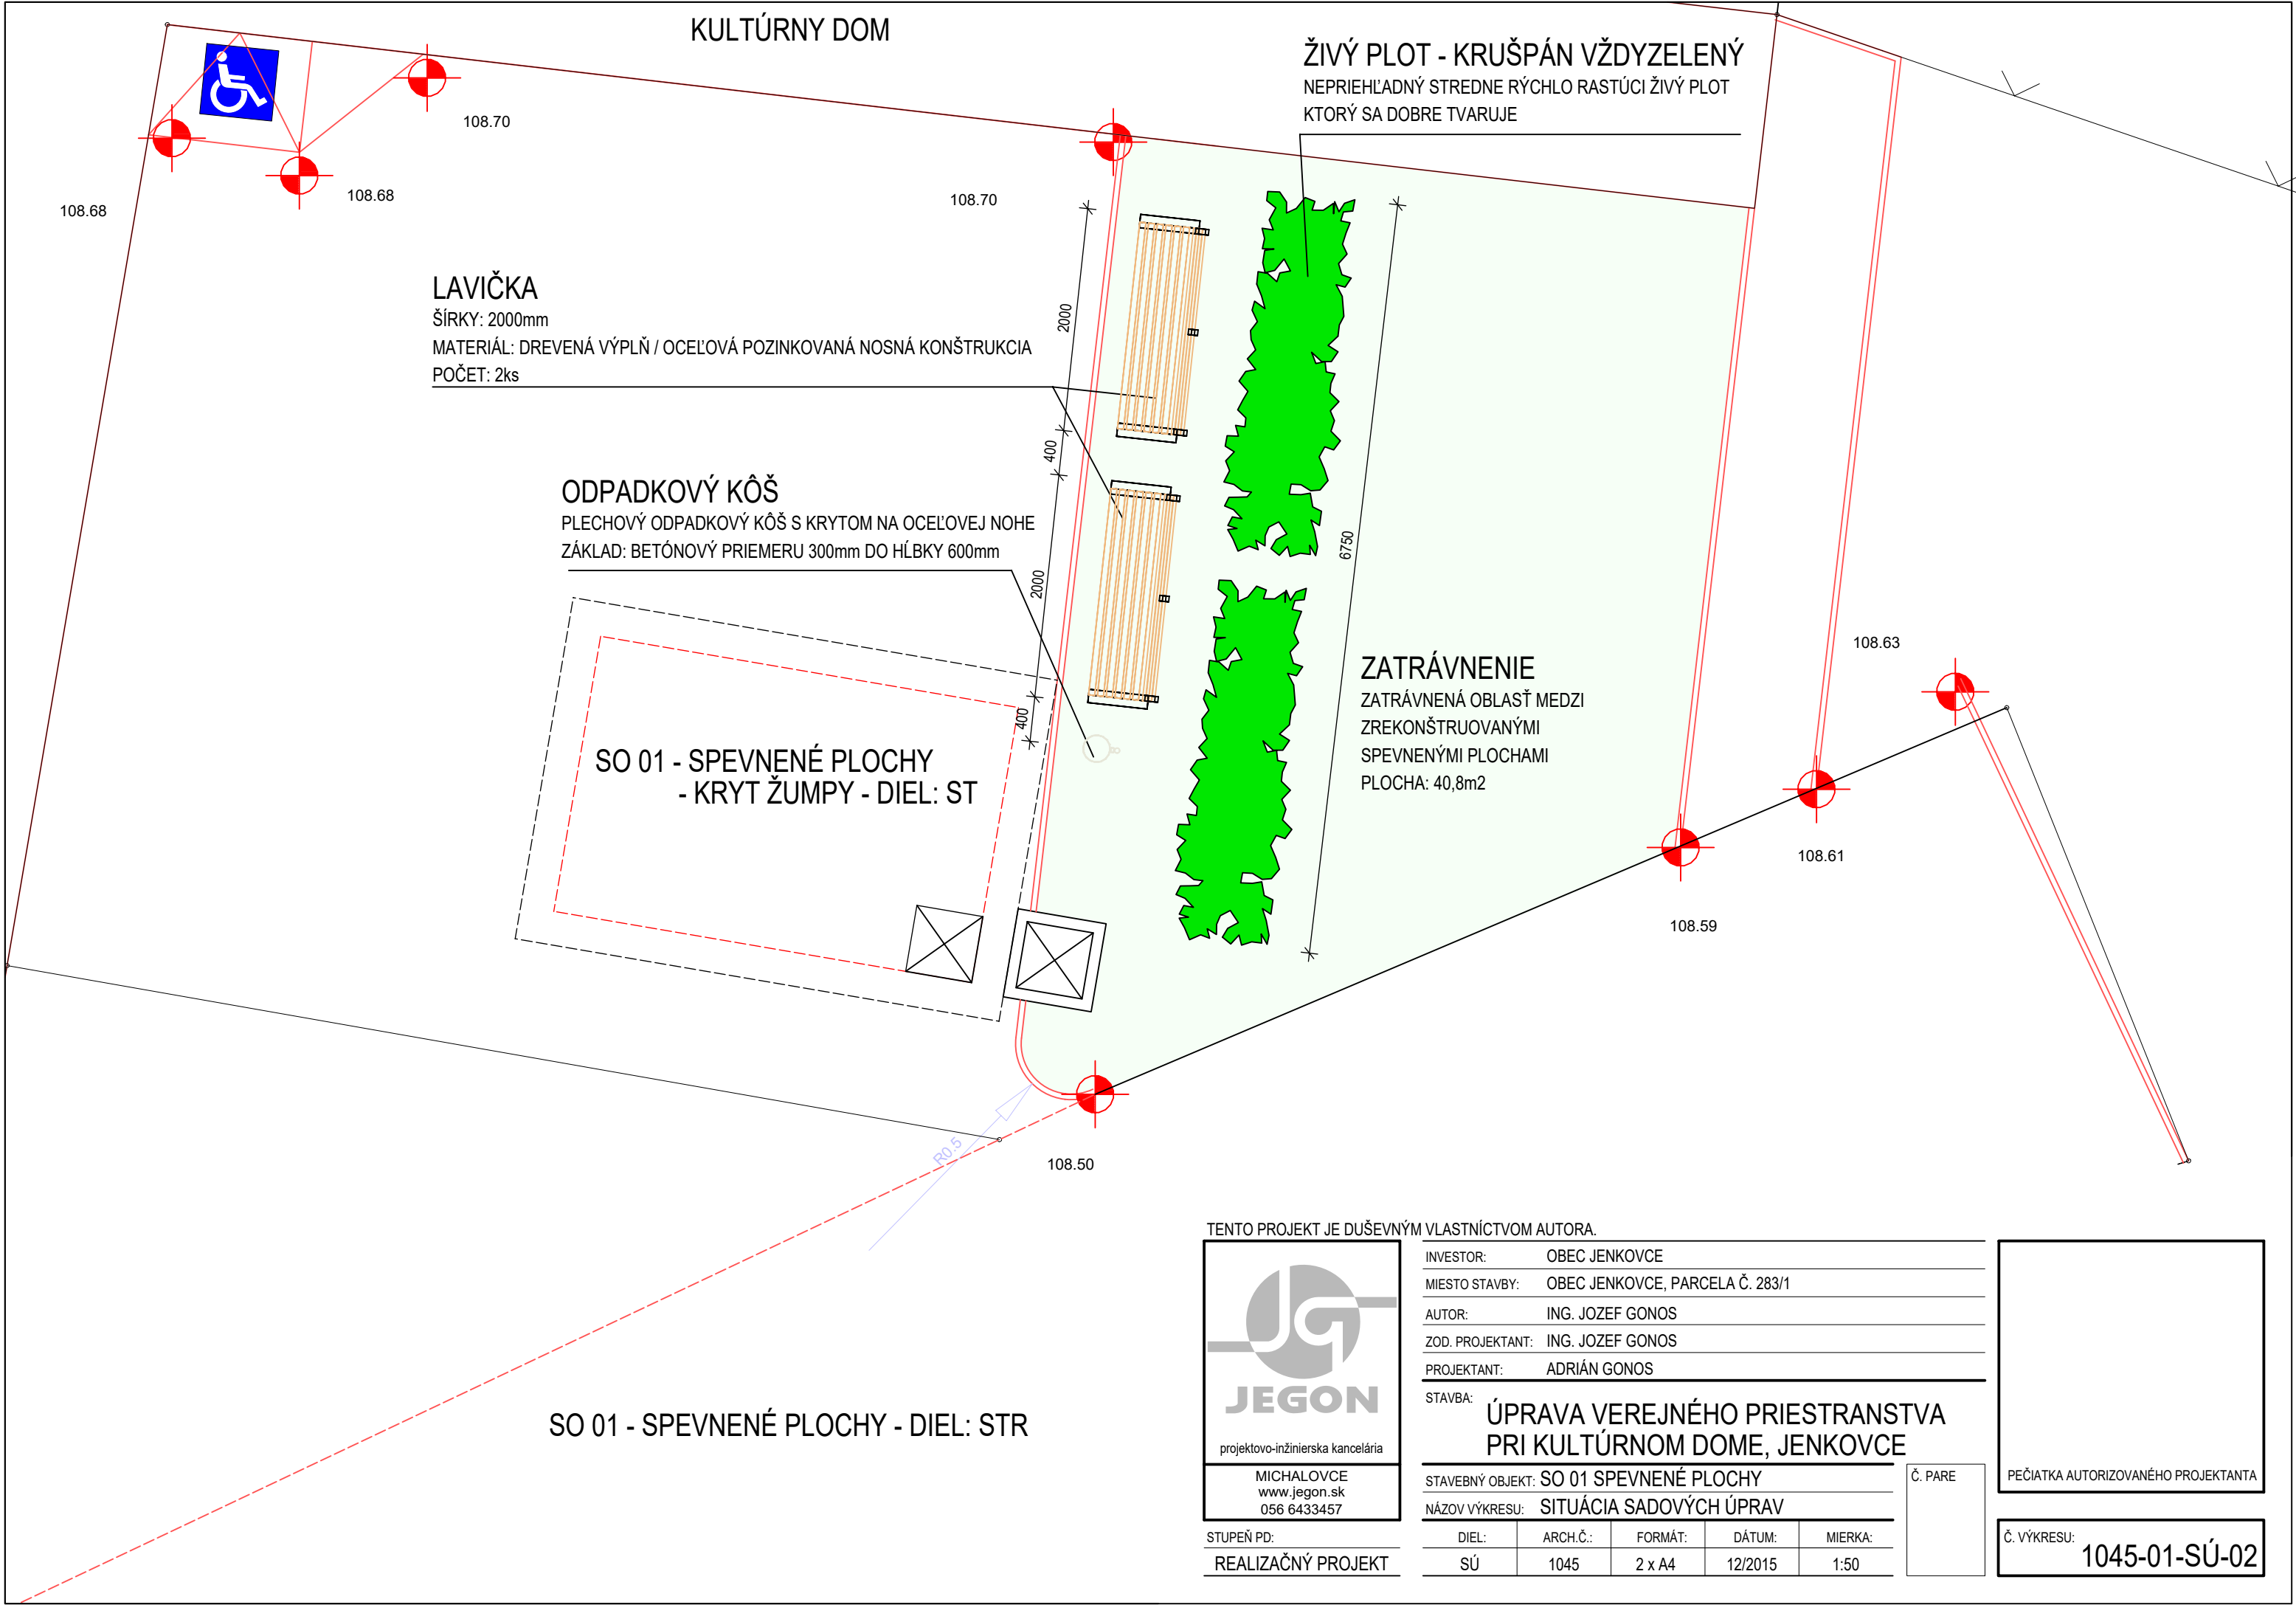 KULTÚRNY DOM
ŽIVÝ PLOT - KRUŠPÁN VŽDYZELENÝ
NEPRIEHĽADNÝ STREDNE RÝCHLO RASTÚCI ŽIVÝ PLOT
KTORÝ SA DOBRE TVARUJE
108.70
108.68
108.68
108.70
LAVIČKA
ŠÍRKY: 2000mm
MATERIÁL: DREVENÁ VÝPLŇ / OCEĽOVÁ POZINKOVANÁ NOSNÁ KONŠTRUKCIA
POČET: 2ks
2000
400
2000
400
6750
ODPADKOVÝ KÔŠ
PLECHOVÝ ODPADKOVÝ KÔŠ S KRYTOM NA OCEĽOVEJ NOHE
ZÁKLAD: BETÓNOVÝ PRIEMERU 300mm DO HĹBKY 600mm
SO 01 - SPEVNENÉ PLOCHY
- KRYT ŽUMPY - DIEL: ST
ZATRÁVNENIE
ZATRÁVNENÁ OBLASŤ MEDZI
ZREKONŠTRUOVANÝMI
SPEVNENÝMI PLOCHAMI
PLOCHA: 40,8m2
108.63
108.61
108.59
108.50
R0.5
SO 01 - SPEVNENÉ PLOCHY - DIEL: STR
TENTO PROJEKT JE DUŠEVNÝM VLASTNÍCTVOM AUTORA.
JEGON
projektovo-inžinierska kancelária
MICHALOVCE
www.jegon.sk
056 6433457
STUPEŇ PD:
REALIZAČNÝ PROJEKT
INVESTOR: OBEC JENKOVCE
MIESTO STAVBY: OBEC JENKOVCE, PARCELA Č. 283/1
AUTOR: ING. JOZEF GONOS
ZOD. PROJEKTANT: ING. JOZEF GONOS
PROJEKTANT: ADRIÁN GONOS
STAVBA: ÚPRAVA VEREJNÉHO PRIESTRANSTVA
PRI KULTÚRNOM DOME, JENKOVCE
STAVEBNÝ OBJEKT: SO 01 SPEVNENÉ PLOCHY
NÁZOV VÝKRESU: SITUÁCIA SADOVÝCH ÚPRAV
DIEL: ARCH.Č.: FORMÁT: DÁTUM: MIERKA:
SÚ 1045 2 x A4 12/2015 1:50
Č. PARE
PEČIATKA AUTORIZOVANÉHO PROJEKTANTA
Č. VÝKRESU: 1045-01-SÚ-02